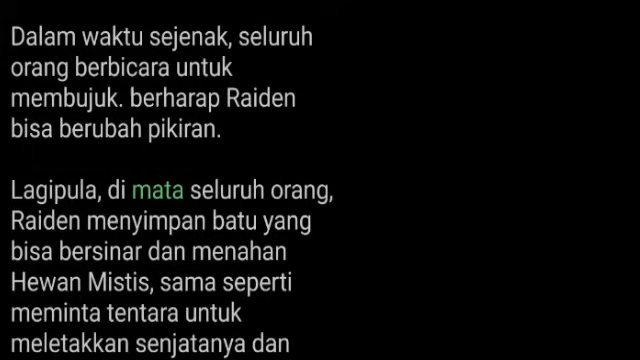 Dalam waktu sejenak, seluruh
orang berbicara untuk
membujuk. berharap Raiden
bisa berubah pikiran.
Lagipula, di mata seluruh orang,
Raiden menyimpan batu yang
bisa bersinar dan menahan
Hewan Mistis, sama seperti
meminta tentara untuk
meletakkan senjatanya dan